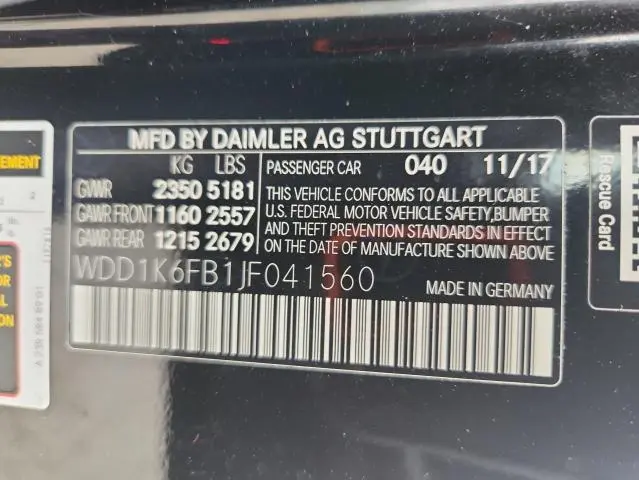 MFD BY DAIMLER AG STUTTGART
KG LBS
GVWR 2350 5181
GAWR FRONT 1160 2557
GAWR REAR 1215 2679
PASSENGER CAR 040 11/17
THIS VEHICLE CONFORMS TO ALL APPLICABLE
U.S. FEDERAL MOTOR VEHICLE SAFETY,BUMPER
AND THEFT PREVENTION STANDARDS IN EFFECT
ON THE DATE OF MANUFACTURE SHOWN ABOVE.
WDD1K6FB1JF041560
MADE IN GERMANY
Rescue Card